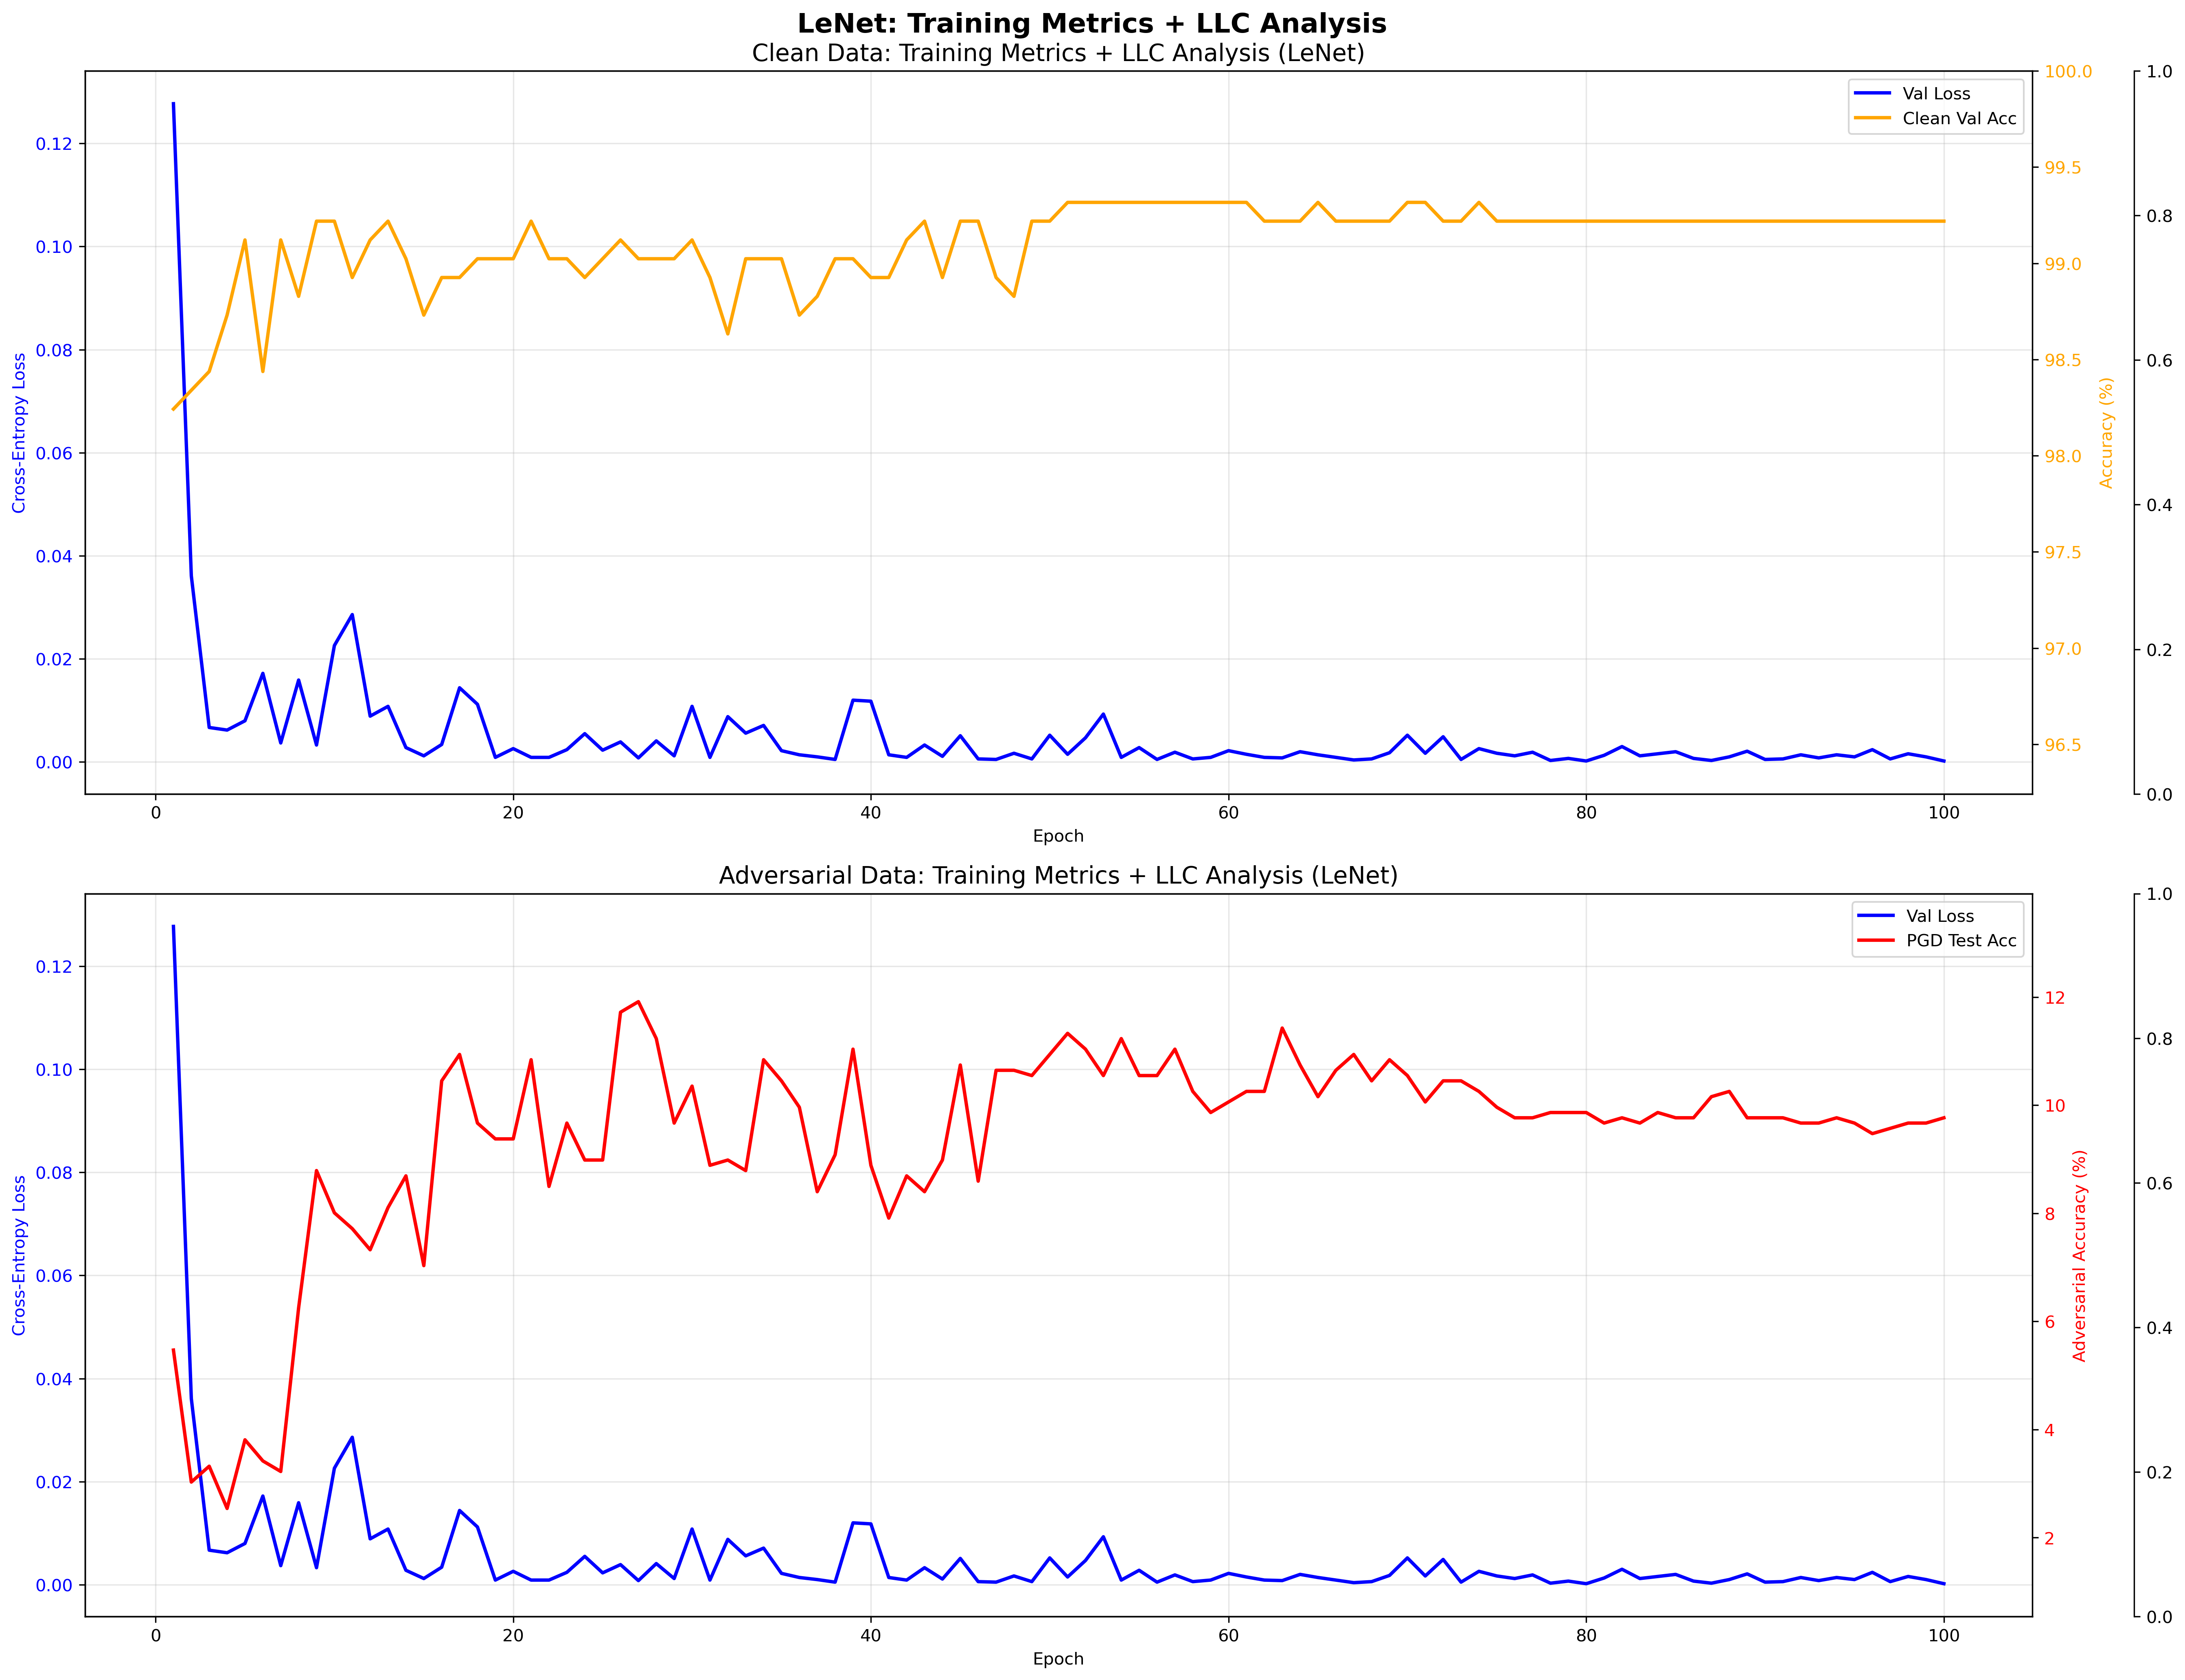 LeNet: Training Metrics + LLC Analysis
Clean Data: Training Metrics + LLC Analysis (LeNet)
Val Loss
Clean Val Acc
Cross-Entropy Loss
0.12
0.10
0.08
0.06
0.04
0.02
0.00
100.0
99.5
99.0
98.5
98.0
97.5
97.0
96.5
Accuracy (%)
1.0
0.8
0.6
0.4
0.2
0.0
0 20 40 60 80 100
Epoch
Adversarial Data: Training Metrics + LLC Analysis (LeNet)
Val Loss
PGD Test Acc
Cross-Entropy Loss
0.12
0.10
0.08
0.06
0.04
0.02
0.00
12
10
8
6
4
2
Adversarial Accuracy (%)
1.0
0.8
0.6
0.4
0.2
0.0
0 20 40 60 80 100
Epoch